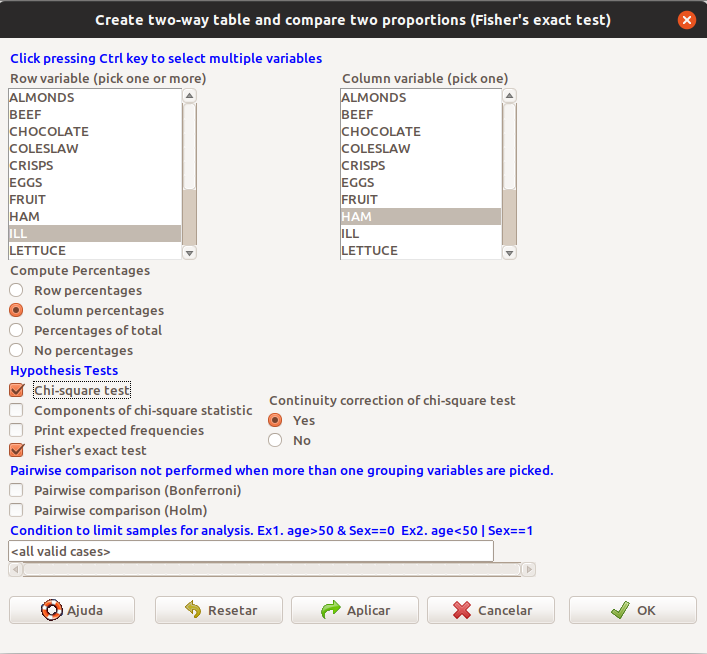 Create two-way table and compare two proportions (Fisher's exact test)
Click pressing Ctrl key to select multiple variables
Row variable (pick one or more)
ALMONDS
BEEF
CHOCOLATE
COLESLAW
CRISPS
EGGS
FRUIT
HAM
ILL
LETTUCE
Column variable (pick one)
ALMONDS
BEEF
CHOCOLATE
COLESLAW
CRISPS
EGGS
FRUIT
HAM
ILL
LETTUCE
Compute Percentages
Row percentages
Column percentages
Percentages of total
No percentages
Hypothesis Tests
Chi-square test
Components of chi-square statistic
Print expected frequencies
Fisher's exact test
Continuity correction of chi-square test
Yes
No
Pairwise comparison not performed when more than one grouping variables are picked.
Pairwise comparison (Bonferroni)
Pairwise comparison (Holm)
Condition to limit samples for analysis. Ex1. age>50 & Sex==0  Ex2. age<50 | Sex==1
<all valid cases>
Ajuda
Resetar
Aplicar
Cancelar
OK